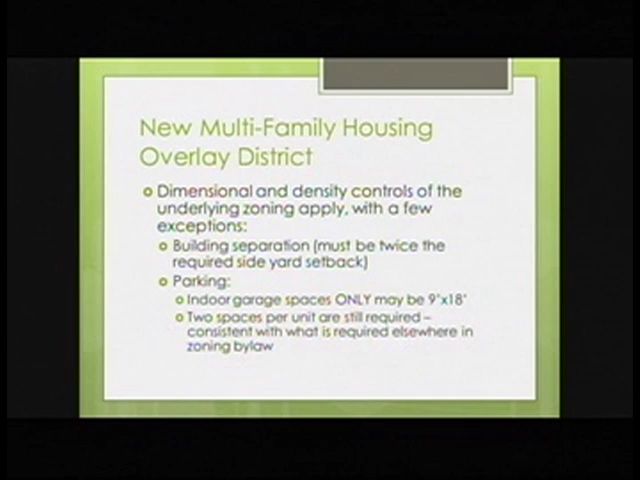 New Multi-Family Housing
Overlay District
Dimensional and density controls of the
underlying zoning apply, with a few
exceptions:
Building separation (must be twice the
required side yard setback)
Parking:
Indoor garage spaces ONLY may be 9'x18'
Two spaces per unit are still required –
consistent with what is required elsewhere in
zoning bylaw